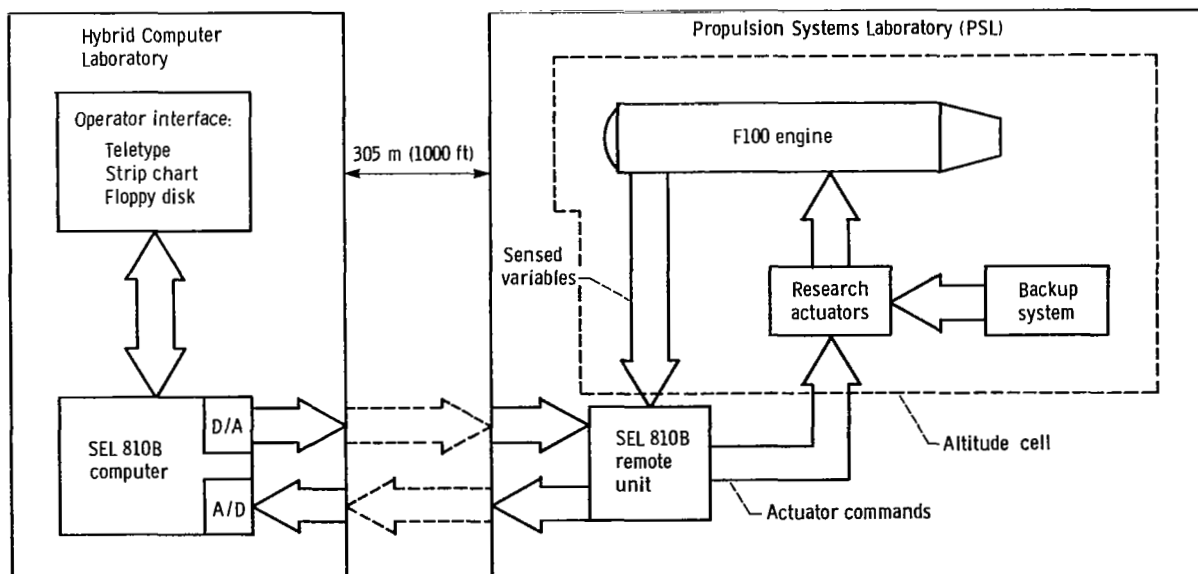 Hybrid Computer
Laboratory
Propulsion Systems Laboratory (PSL)
Operator interface:
Teletype
Strip chart
Floppy disk
305 m (1000 ft)
F100 engine
Sensed
variables
Research
actuators
Backup
system
SEL 810B
computer
D/A
A/D
SEL 810B
remote
unit
Altitude cell
Actuator commands